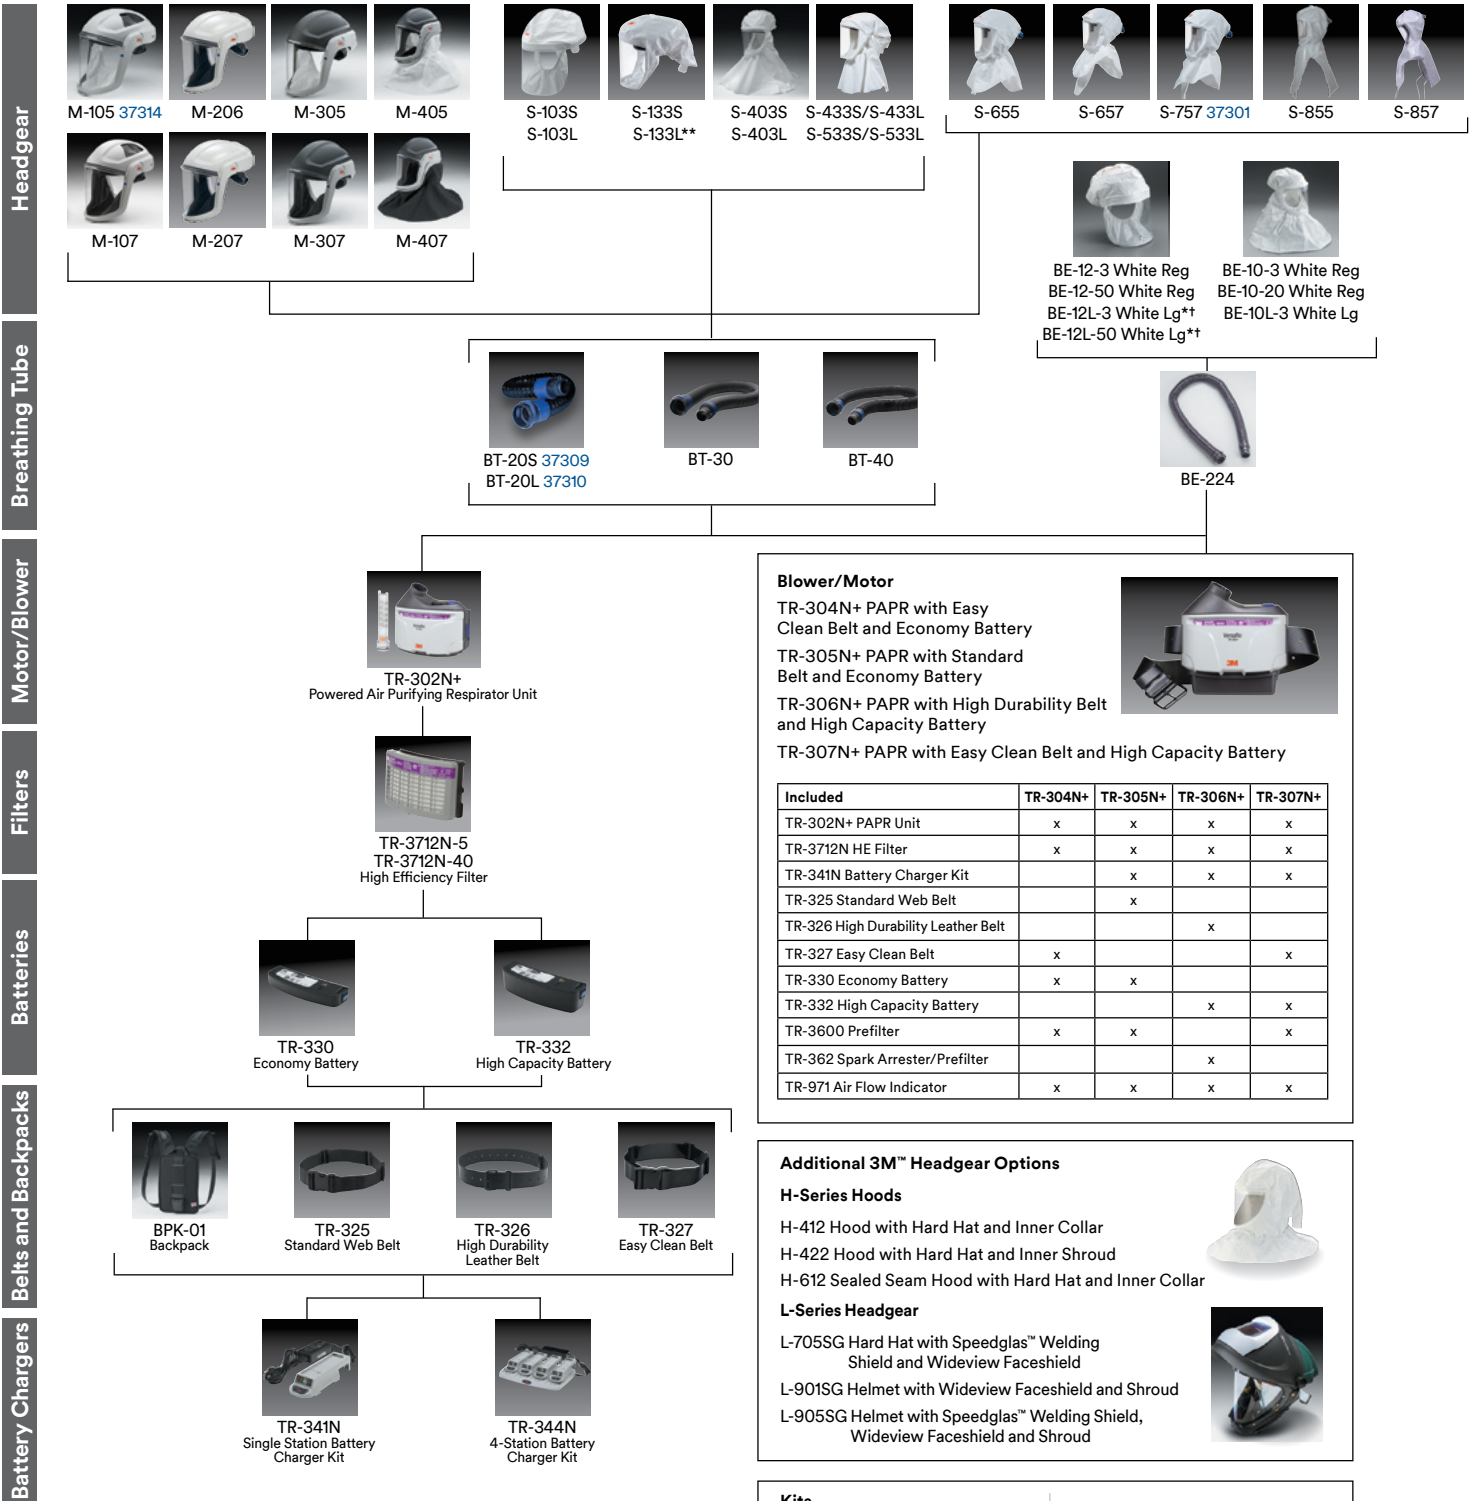 Headgear
M-105 37314
M-206
M-305
M-405
M-107
M-207
M-307
M-407
S-103S
S-103L
S-133S
S-133L**
S-403S
S-403L
S-433S/S-433L
S-533S/S-533L
S-655
S-657
S-757 37301
S-855
S-857
BE-12-3 White Reg
BE-12-50 White Reg
BE-12L-3 White Lg*†
BE-12L-50 White Lg*†
BE-10-3 White Reg
BE-10-20 White Reg
BE-10L-3 White Lg
Breathing Tube
BT-20S 37309
BT-20L 37310
BT-30
BT-40
BE-224
Motor/Blower
TR-302N+
Powered Air Purifying Respirator Unit
Filters
TR-3712N-5
TR-3712N-40
High Efficiency Filter
Batteries
TR-330
Economy Battery
TR-332
High Capacity Battery
Belts and Backpacks
BPK-01
Backpack
TR-325
Standard Web Belt
TR-326
High Durability
Leather Belt
TR-327
Easy Clean Belt
Battery Chargers
TR-341N
Single Station Battery
Charger Kit
TR-344N
4-Station Battery
Charger Kit
Blower/Motor
TR-304N+ PAPR with Easy
Clean Belt and Economy Battery
TR-305N+ PAPR with Standard
Belt and Economy Battery
TR-306N+ PAPR with High Durability Belt
and High Capacity Battery
TR-307N+ PAPR with Easy Clean Belt and High Capacity Battery
3M
Included TR-304N+ TR-305N+ TR-306N+ TR-307N+
TR-302N+ PAPR Unit x x x x
TR-3712N HE Filter x x x x
TR-341N Battery Charger Kit x x x
TR-325 Standard Web Belt x
TR-326 High Durability Leather Belt x
TR-327 Easy Clean Belt x x
TR-330 Economy Battery x x
TR-332 High Capacity Battery x x
TR-3600 Prefilter x x x
TR-362 Spark Arrester/Prefilter x
TR-971 Air Flow Indicator x x x x
Additional 3M™ Headgear Options
H-Series Hoods
H-412 Hood with Hard Hat and Inner Collar
H-422 Hood with Hard Hat and Inner Shroud
H-612 Sealed Seam Hood with Hard Hat and Inner Collar
L-Series Headgear
L-705SG Hard Hat with Speedglas™ Welding
Shield and Wideview Faceshield
L-901SG Helmet with Wideview Faceshield and Shroud
L-905SG Helmet with Speedglas™ Welding Shield,
Wideview Faceshield and Shroud
Kits